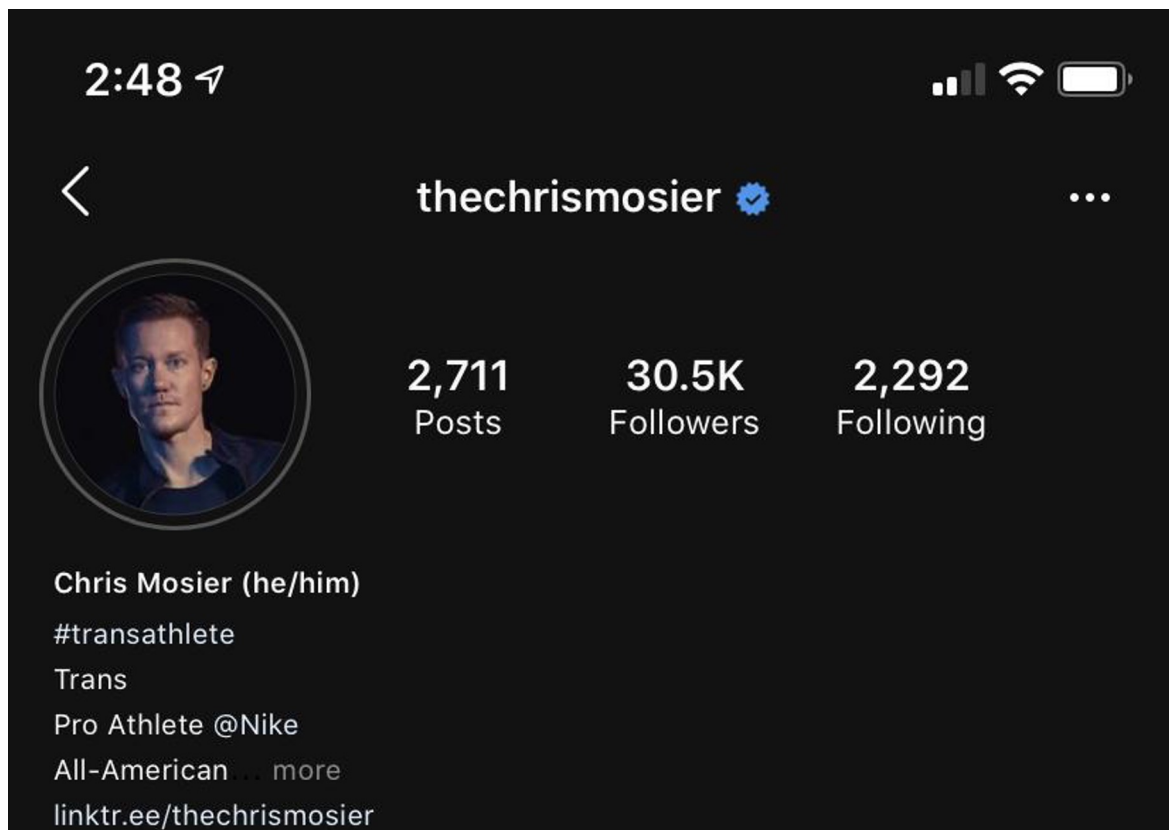 2:48
thechrismosier
2,711 30.5K 2,292
Posts Followers Following
Chris Mosier (he/him)
#transathlete
Trans
Pro Athlete @Nike
All-American... more
linktr.ee/thechrismosier